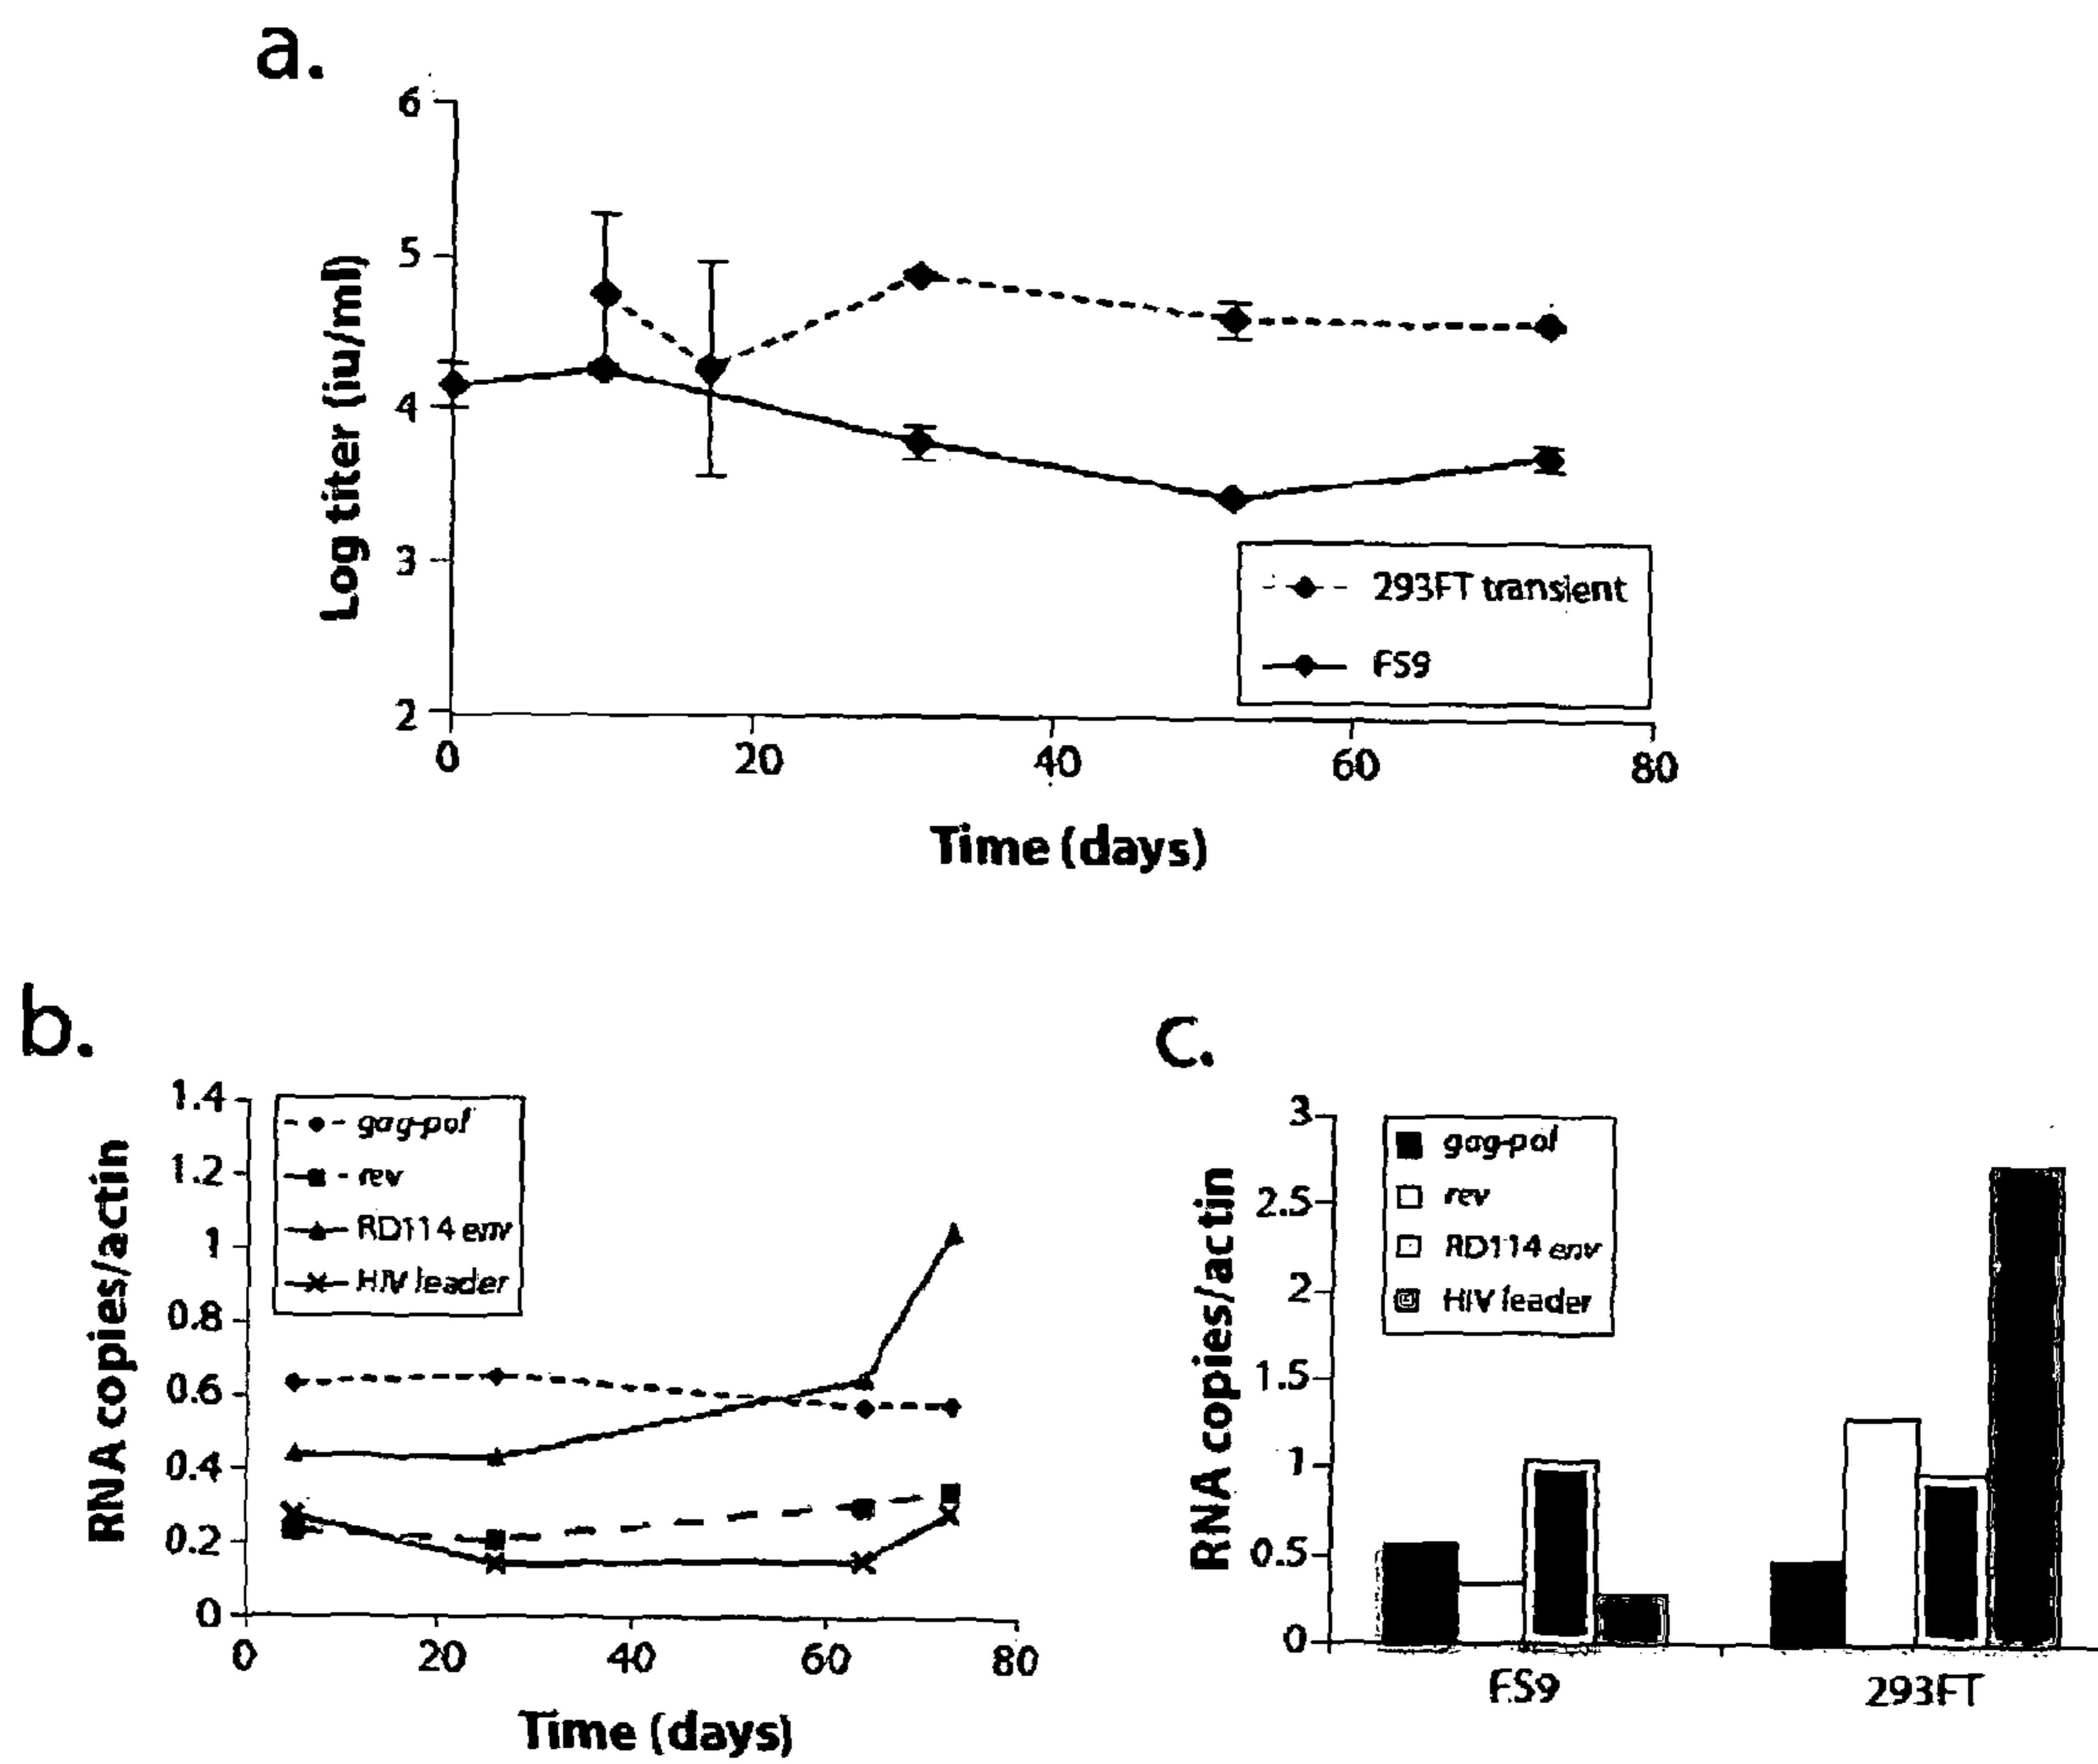 a.
6
5
4
3
2
Log titer (iu/ml)
293FT transient
FS9
0 20 40 60 80
Time (days)
b.
1.4
1.2
1
0.8
0.6
0.4
0.2
0
RNA copies/actin
gag-pol
rev
RD114 env
HIV leader
0 20 40 60 80
Time (days)
c.
3
2.5
2
1.5
1
0.5
0
RNA copies/actin
gag-pol
rev
RD114 env
HIV leader
FS9 293FT